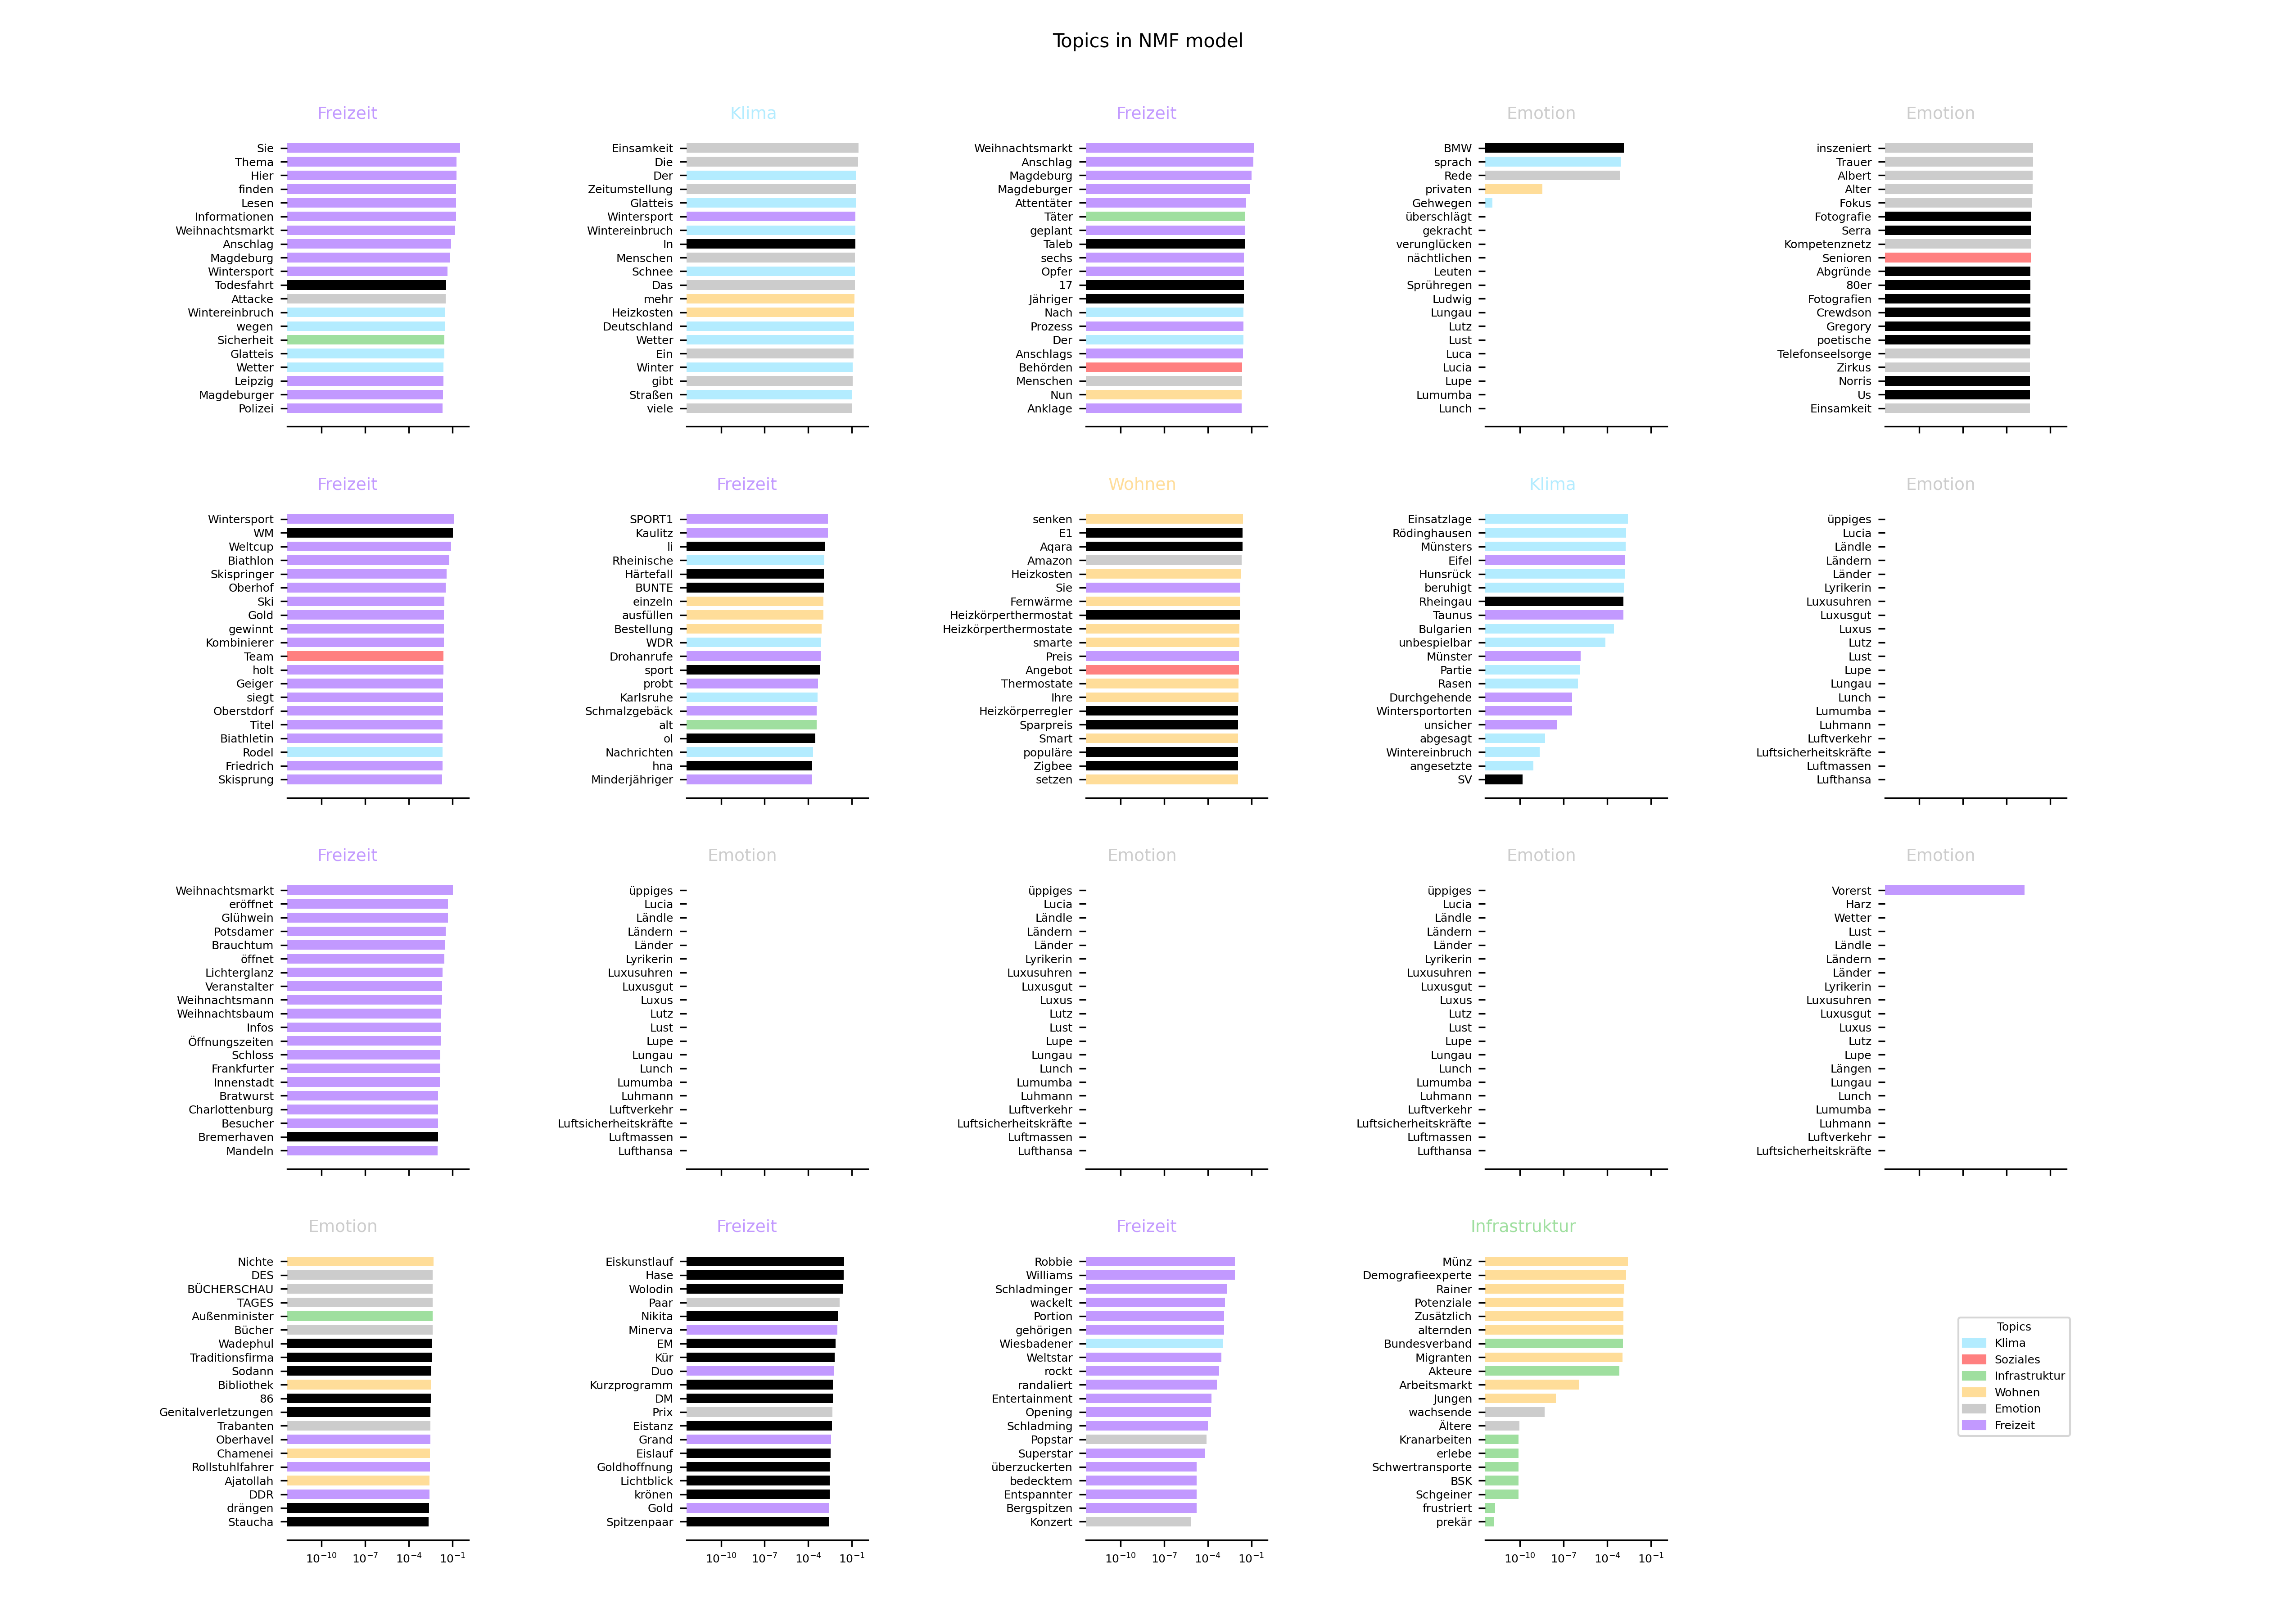 Topics in NMF model
Freizeit
Sie
Thema
Hier
finden
Lesen
Informationen
Weihnachtsmarkt
Anschlag
Magdeburg
Wintersport
Todesfahrt
Attacke
Wintereinbruch
wegen
Sicherheit
Glatteis
Wetter
Leipzig
Magdeburger
Polizei
Klima
Einsamkeit
Die
Der
Zeitumstellung
Glatteis
Wintersport
Wintereinbruch
In
Menschen
Schnee
Das
mehr
Heizkosten
Deutschland
Wetter
Ein
Winter
gibt
Straßen
viele
Freizeit
Weihnachtsmarkt
Anschlag
Magdeburg
Magdeburger
Attentäter
Täter
geplant
Taleb
sechs
Opfer
17
Jähriger
Nach
Prozess
Der
Anschlags
Behörden
Menschen
Nun
Anklage
Emotion
BMW
sprach
Rede
privaten
Gehwegen
überschlägt
gekracht
verunglücken
nächtlichen
Leuten
Sprühregen
Ludwig
Lungau
Lutz
Lust
Luca
Lucia
Lupe
Lumumba
Lunch
Emotion
inszeniert
Trauer
Albert
Alter
Fokus
Fotografie
Serra
Kompetenznetz
Senioren
Abgründe
80er
Fotografien
Crewdson
Gregory
poetische
Telefonseelsorge
Zirkus
Norris
Us
Einsamkeit
Freizeit
Wintersport
WM
Weltcup
Biathlon
Skispringer
Oberhof
Ski
Gold
gewinnt
Kombinierer
Team
holt
Geiger
siegt
Oberstdorf
Titel
Biathletin
Rodel
Friedrich
Skisprung
Freizeit
SPORT1
Kaulitz
li
Rheinische
Härtefall
BUNTE
einzeln
ausfüllen
Bestellung
WDR
Drohanrufe
sport
probt
Karlsruhe
Schmalzgebäck
alt
ol
Nachrichten
hna
Minderjähriger
Wohnen
senken
E1
Aqara
Amazon
Heizkosten
Sie
Fernwärme
Heizkörperthermostat
Heizkörperthermostate
smarte
Preis
Angebot
Thermostate
Ihre
Heizkörperregler
Sparpreis
Smart
populäre
Zigbee
setzen
Klima
Einsatzlage
Rödinghausen
Münsters
Eifel
Hunsrück
beruhigt
Rheingau
Taunus
Bulgarien
unbespielbar
Münster
Partie
Rasen
Durchgehende
Wintersportorten
unsicher
abgesagt
Wintereinbruch
angesetzte
SV
Emotion
üppiges
Lucia
Ländle
Ländern
Länder
Lyrikerin
Luxusuhren
Luxusgut
Luxus
Lutz
Lust
Lupe
Lungau
Lunch
Lumumba
Luhmann
Luftverkehr
Luftsicherheitskräfte
Luftmassen
Lufthansa
Freizeit
Weihnachtsmarkt
eröffnet
Glühwein
Potsdamer
Brauchtum
öffnet
Lichterglanz
Veranstalter
Weihnachtsmann
Weihnachtsbaum
Infos
Öffnungszeiten
Schloss
Frankfurter
Innenstadt
Bratwurst
Charlottenburg
Besucher
Bremerhaven
Mandeln
Emotion
üppiges
Lucia
Ländle
Ländern
Länder
Lyrikerin
Luxusuhren
Luxusgut
Luxus
Lutz
Lust
Lupe
Lungau
Lunch
Lumumba
Luhmann
Luftverkehr
Luftsicherheitskräfte
Luftmassen
Lufthansa
Emotion
üppiges
Lucia
Ländle
Ländern
Länder
Lyrikerin
Luxusuhren
Luxusgut
Luxus
Lutz
Lust
Lupe
Lungau
Lunch
Lumumba
Luhmann
Luftverkehr
Luftsicherheitskräfte
Luftmassen
Lufthansa
Emotion
üppiges
Lucia
Ländle
Ländern
Länder
Lyrikerin
Luxusuhren
Luxusgut
Luxus
Lutz
Lust
Lupe
Lungau
Lunch
Lumumba
Luhmann
Luftverkehr
Luftsicherheitskräfte
Luftmassen
Lufthansa
Emotion
Vorerst
Harz
Wetter
Lust
Ländle
Ländern
Länder
Lyrikerin
Luxusuhren
Luxusgut
Luxus
Lutz
Lupe
Längen
Lungau
Lunch
Lumumba
Luhmann
Luftverkehr
Luftsicherheitskräfte
Emotion
Nichte
DES
BÜCHERSCHAU
TAGES
Außenminister
Bücher
Wadephul
Traditionsfirma
Sodann
Bibliothek
86
Genitalverletzungen
Trabanten
Oberhavel
Chamenei
Rollstuhlfahrer
Ajatollah
DDR
drängen
Staucha
10⁻¹⁰ 10⁻⁷ 10⁻⁴ 10⁻¹
Freizeit
Eiskunstlauf
Hase
Wolodin
Paar
Nikita
Minerva
EM
Kür
Duo
Kurzprogramm
DM
Prix
Eistanz
Grand
Eislauf
Goldhoffnung
Lichtblick
krönen
Gold
Spitzenpaar
10⁻¹⁰ 10⁻⁷ 10⁻⁴ 10⁻¹
Freizeit
Robbie
Williams
Schladminger
wackelt
Portion
gehörigen
Wiesbadener
Weltstar
rockt
randaliert
Entertainment
Opening
Schladming
Popstar
Superstar
überzuckerten
bedecktem
Entspannter
Bergspitzen
Konzert
10⁻¹⁰ 10⁻⁷ 10⁻⁴ 10⁻¹
Infrastruktur
Münz
Demografieexperte
Rainer
Potenziale
Zusätzlich
alternden
Bundesverband
Migranten
Akteure
Arbeitsmarkt
Jungen
wachsende
Ältere
Kranarbeiten
erlebe
Schwertransporte
BSK
Schgeiner
frustriert
prekär
10⁻¹⁰ 10⁻⁷ 10⁻⁴ 10⁻¹
Topics
Klima
Soziales
Infrastruktur
Wohnen
Emotion
Freizeit